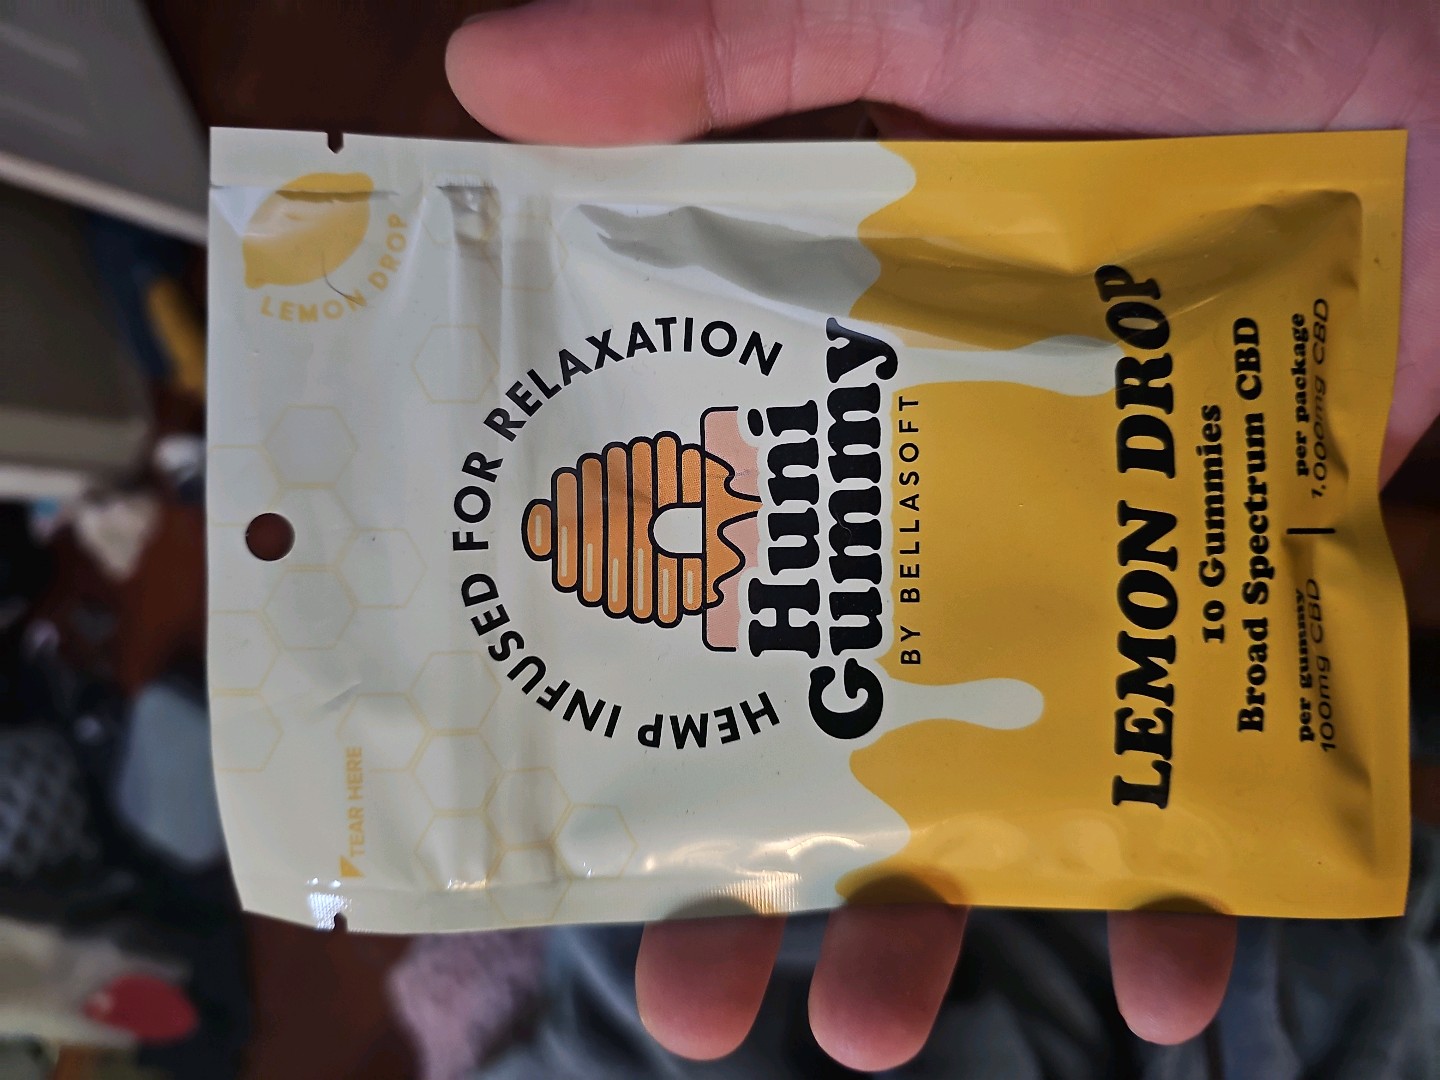 LEMON DROP
TEAR HERE
HEMP INFUSED FOR RELAXATION
Huni
Gummy
BY BELLASOFT
LEMON DROP
10 Gummies
Broad Spectrum CBD
per gummy | per package
100mg CBD 1,000mg CBD